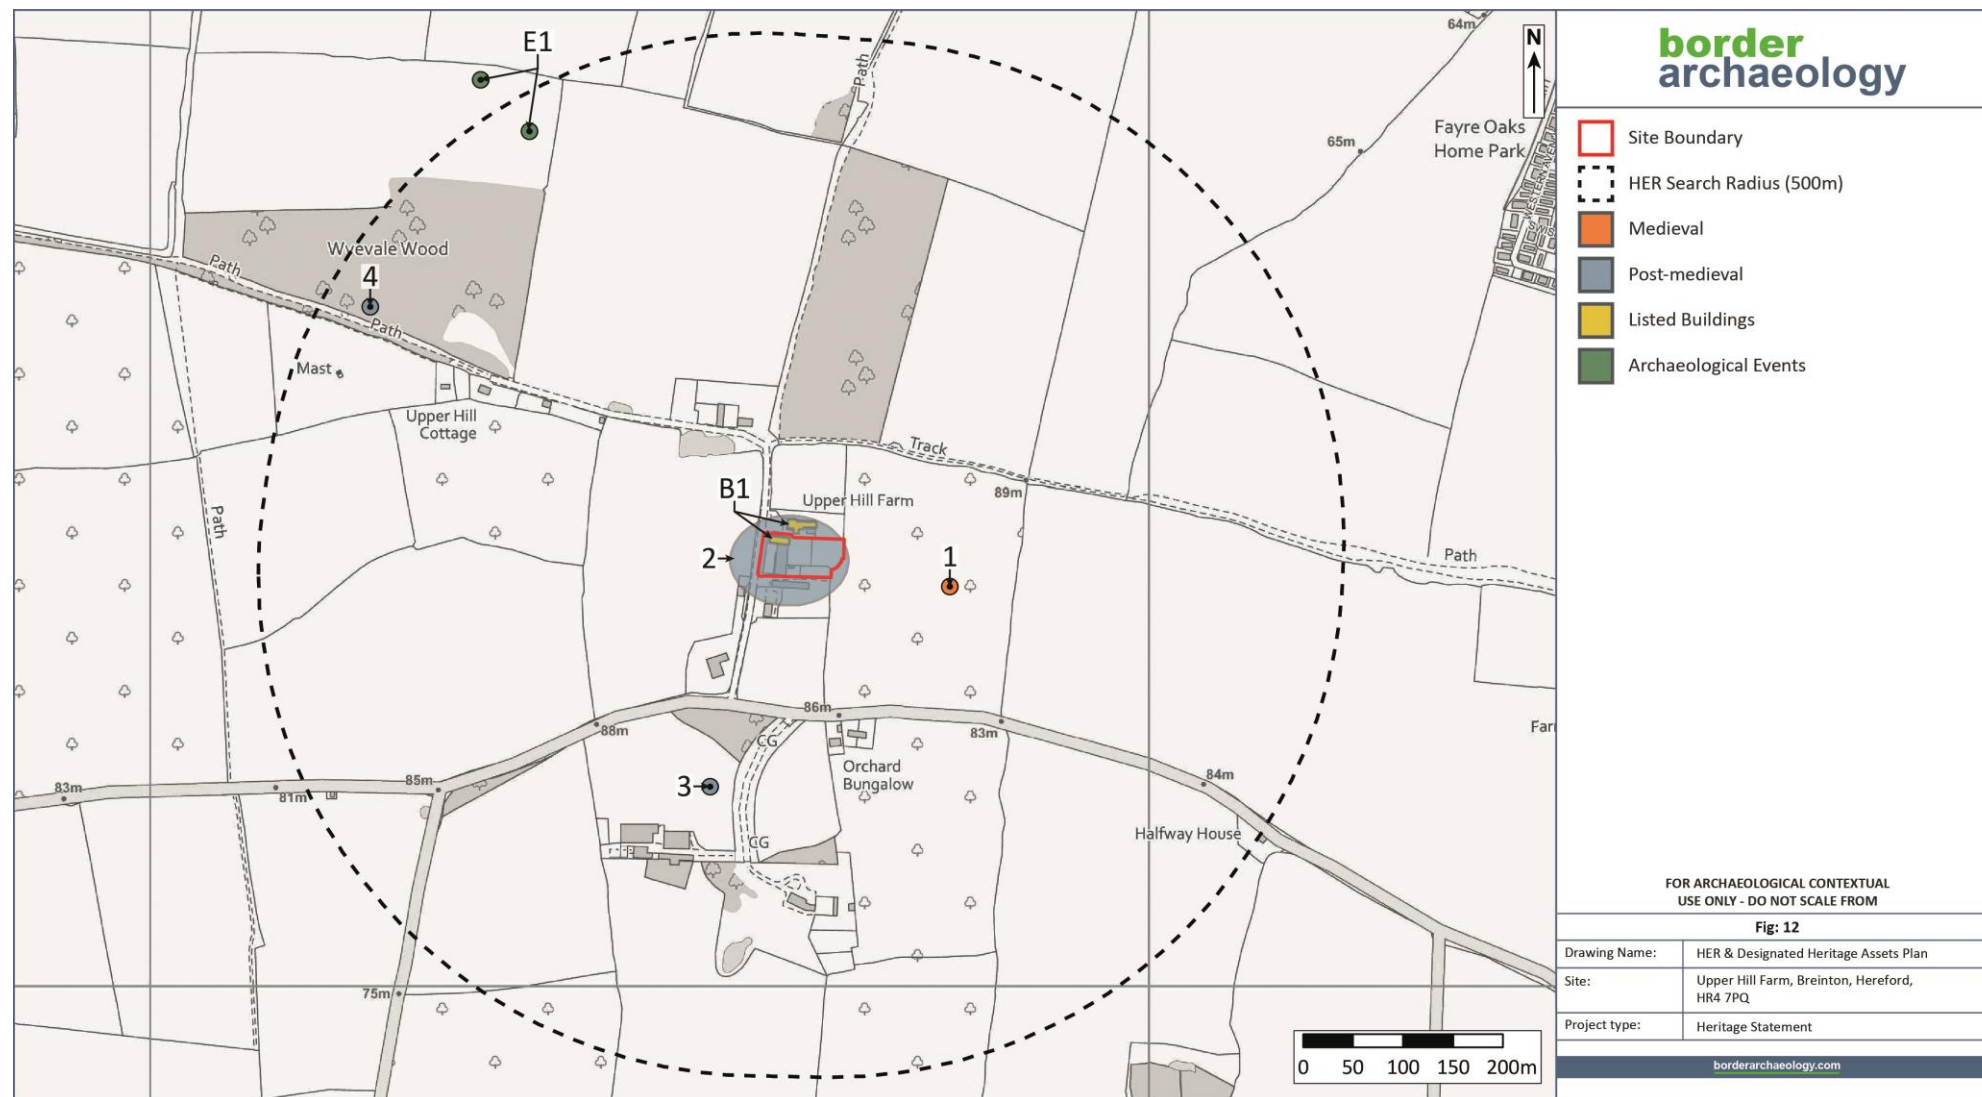 E1
Path
64m
N
65m
Fayre Oaks
Home Park
WESTERN AVENUE
Wyevale Wood
Path
4
Path
Mast
Upper Hill
Cottage
Track
89m
B1
Upper Hill Farm
Path
2
1
Path
86m
88m
83m
CG
Far
85m
83m
81m
3
Orchard
Bungalow
84m
Halfway House
CG
75m
0 50 100 150 200m
border
archaeology
Site Boundary
HER Search Radius (500m)
Medieval
Post-medieval
Listed Buildings
Archaeological Events
FOR ARCHAEOLOGICAL CONTEXTUAL
USE ONLY - DO NOT SCALE FROM
Fig: 12
Drawing Name: HER & Designated Heritage Assets Plan
Site: Upper Hill Farm, Breinton, Hereford,
HR4 7PQ
Project type: Heritage Statement
borderarchaeology.com